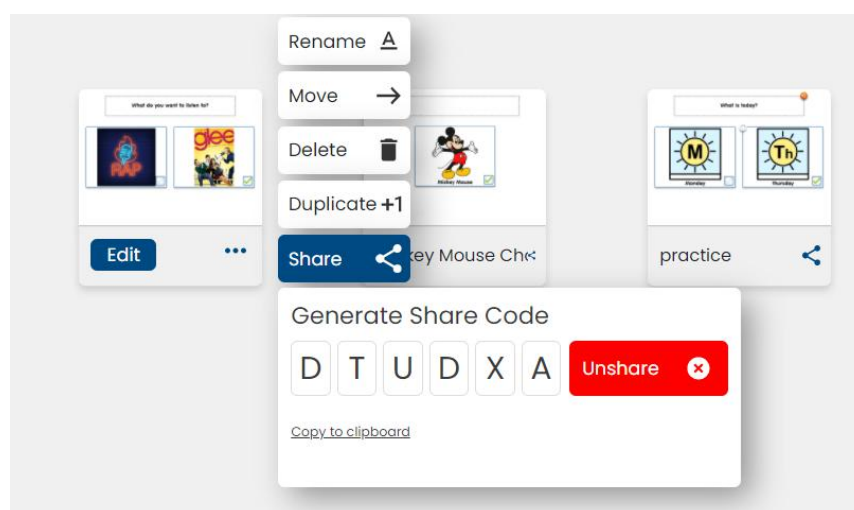 Rename A
Move
Delete
Duplicate +1
Share
What do you want to listen to?
RAP
glee
Edit
Mickey Mouse
key Mouse Che
What is today?
M
Th
Monday
Thursday
practice
Generate Share Code
D T U D X A
Unshare
Copy to clipboard